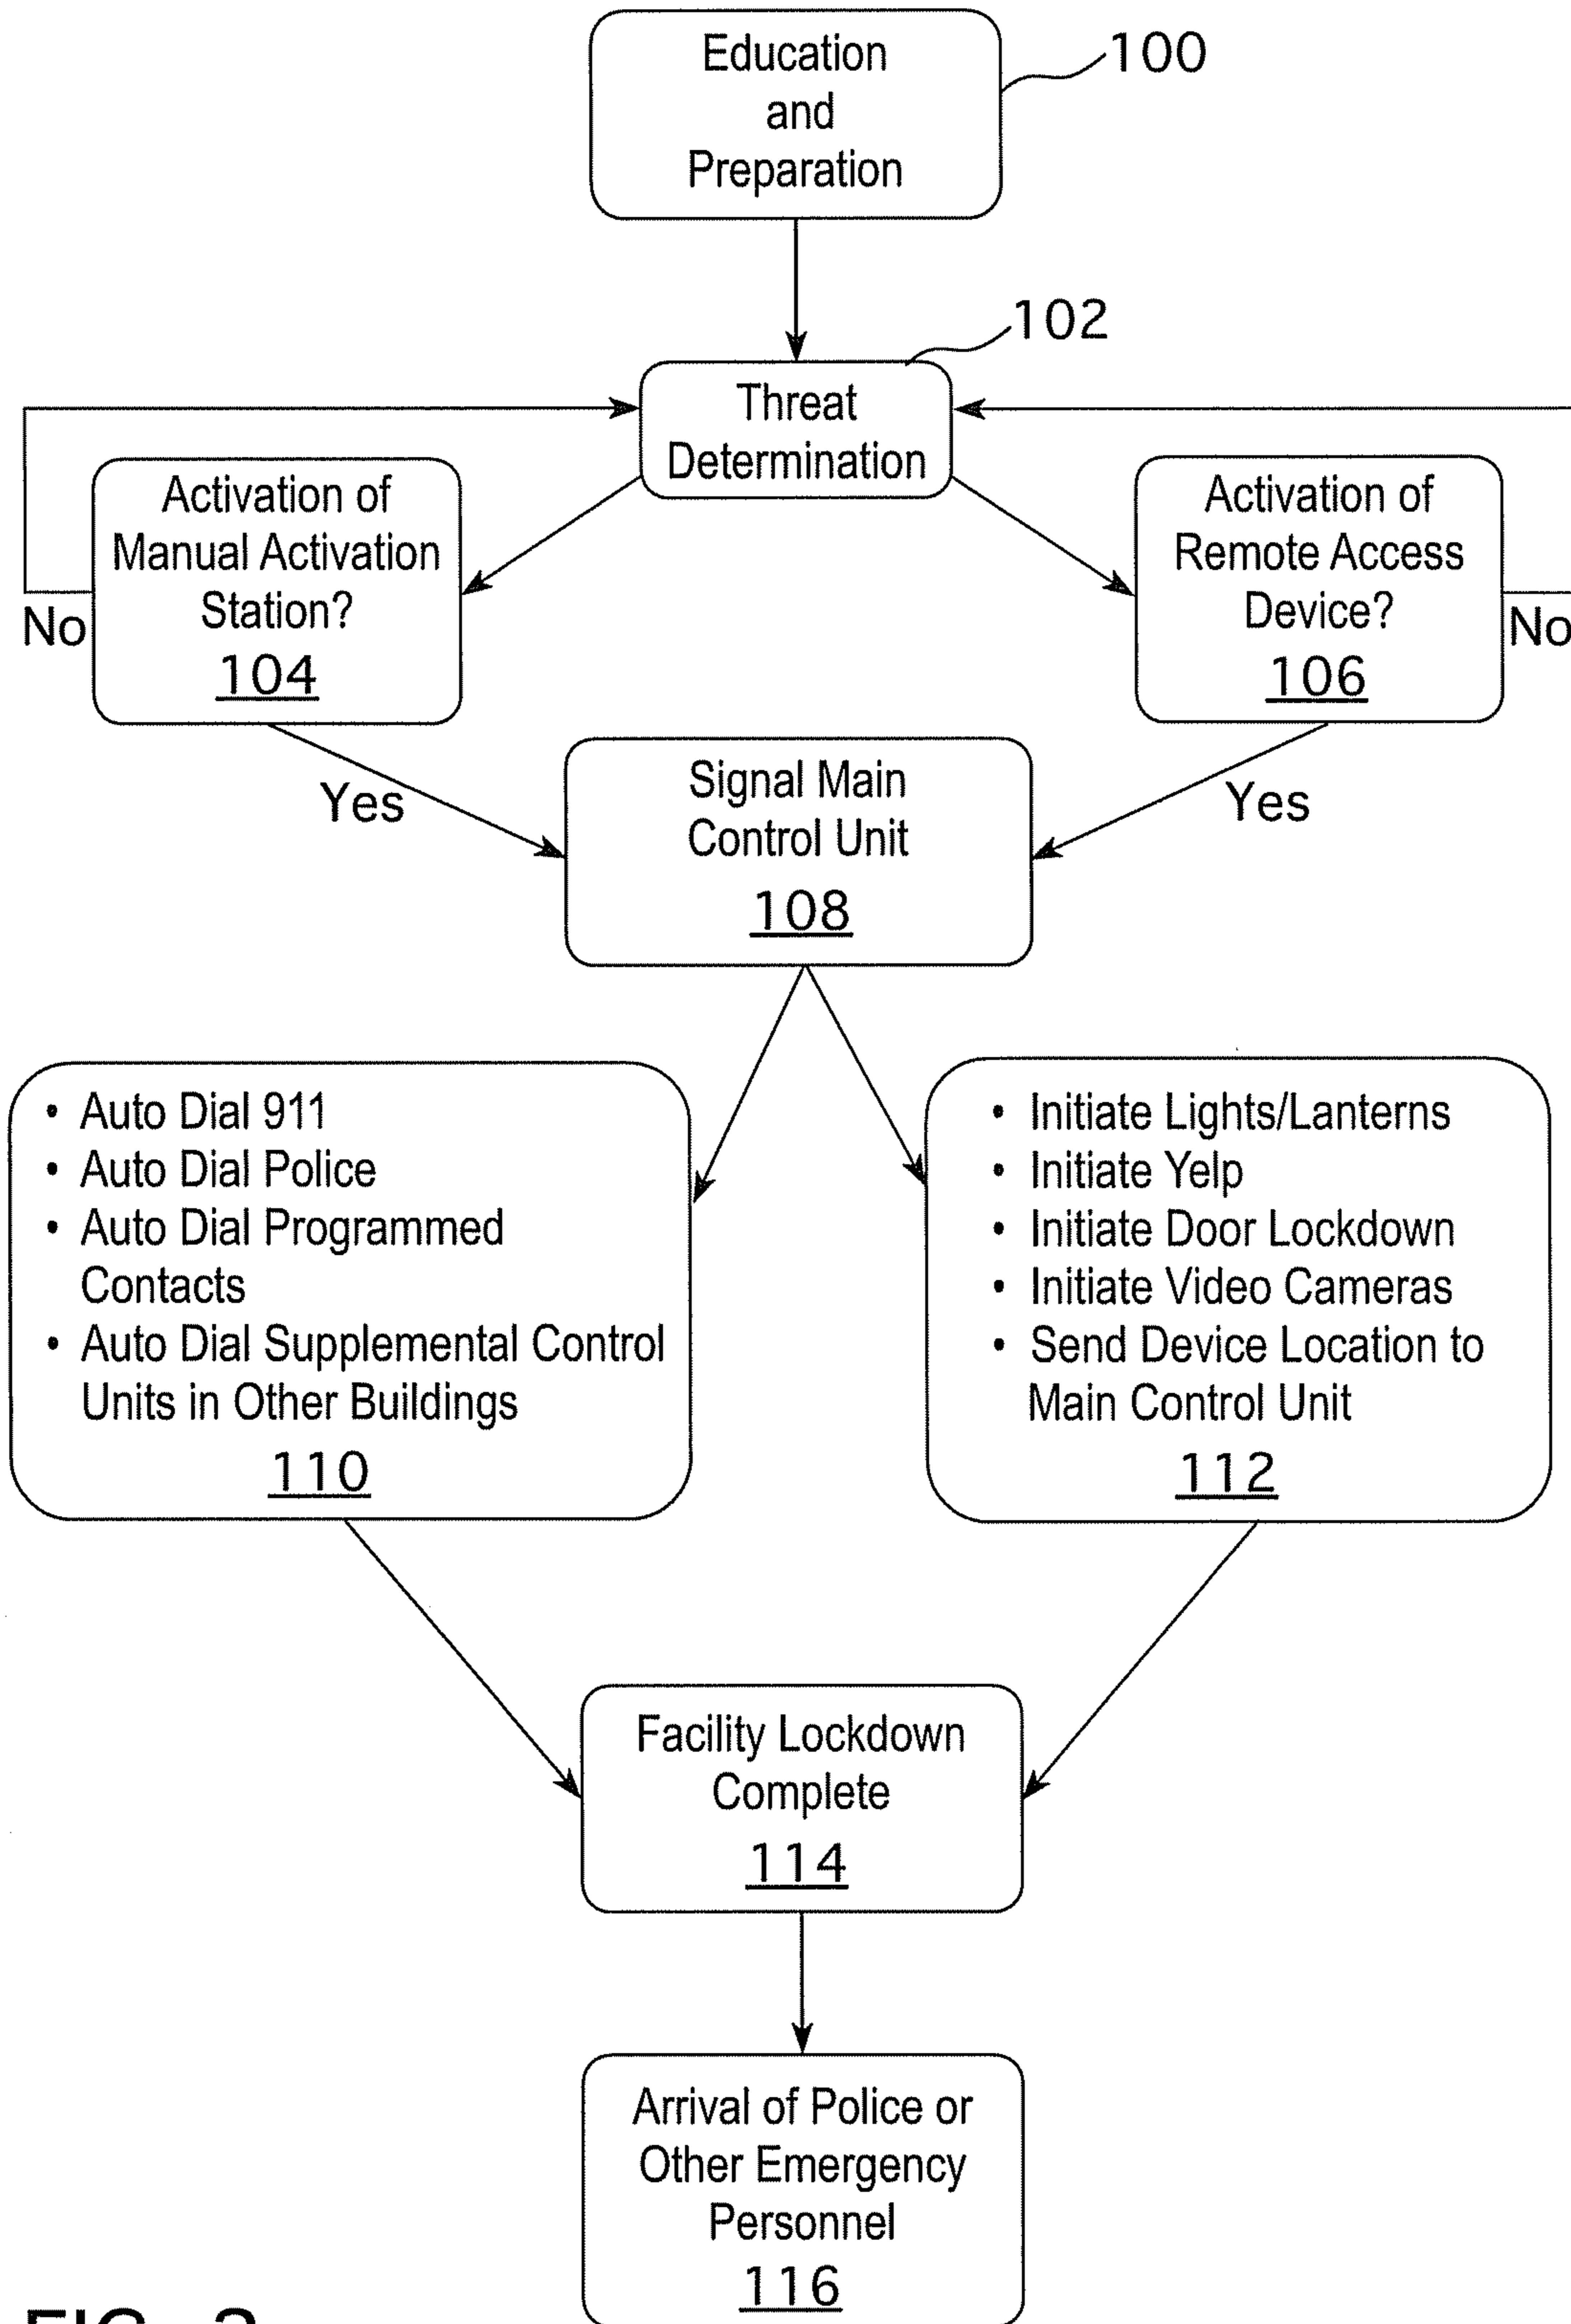 Education
and
Preparation
100
102
Threat
Determination
Activation of
Manual Activation
Station?
104
No
Activation of
Remote Access
Device?
106
No
Yes
Yes
Signal Main
Control Unit
108
• Auto Dial 911
• Auto Dial Police
• Auto Dial Programmed
Contacts
• Auto Dial Supplemental Control
Units in Other Buildings
110
• Initiate Lights/Lanterns
• Initiate Yelp
• Initiate Door Lockdown
• Initiate Video Cameras
• Send Device Location to
Main Control Unit
112
Facility Lockdown
Complete
114
Arrival of Police or
Other Emergency
Personnel
116